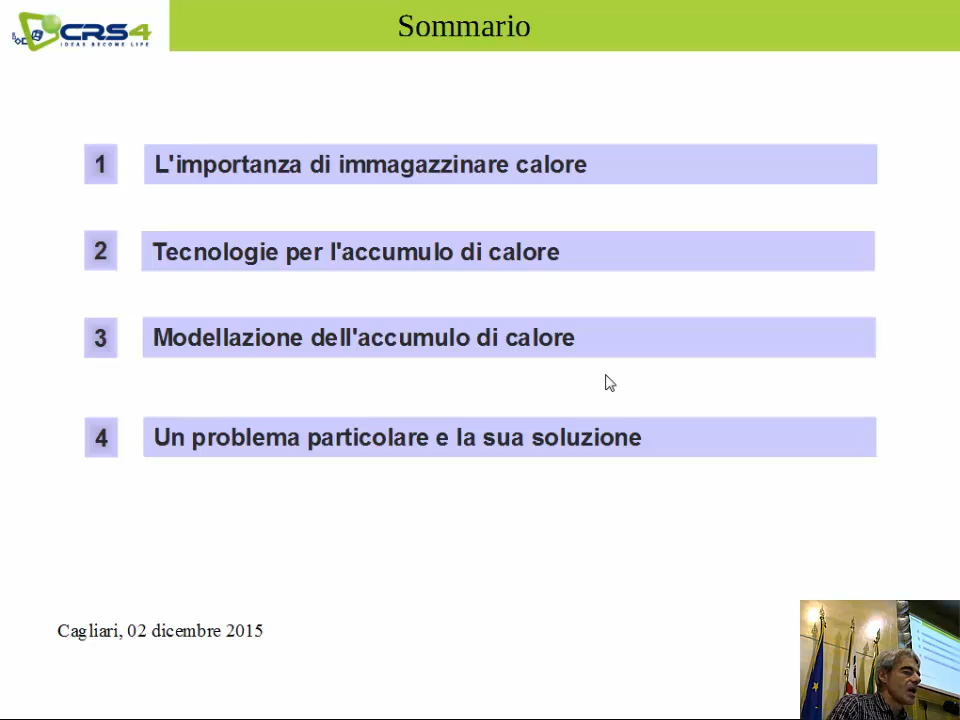 CRS4
IDEAS BECOME LIFE
Sommario
1 L'importanza di immagazzinare calore
2 Tecnologie per l'accumulo di calore
3 Modellazione dell'accumulo di calore
4 Un problema particolare e la sua soluzione
Cagliari, 02 dicembre 2015